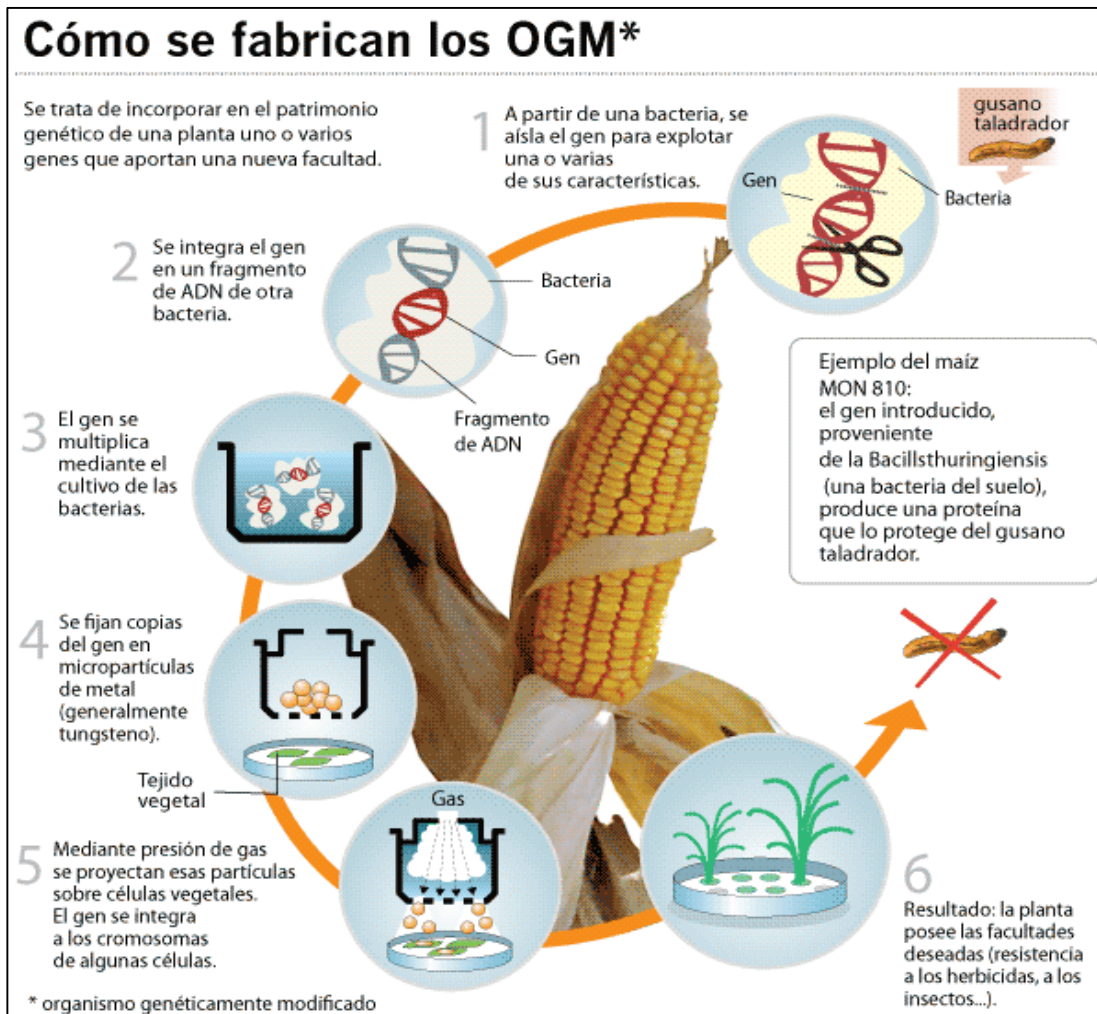 Cómo se fabrican los OGM*
Se trata de incorporar en el patrimonio
genético de una planta uno o varios
genes que aportan una nueva facultad.
1
A partir de una bacteria, se
aísla el gen para explotar
una o varias
de sus características.
gusano
taladrador
Gen
Bacteria
2
Se integra el gen
en un fragmento
de ADN de otra
bacteria.
Bacteria
Gen
Fragmento
de ADN
3
El gen se
multiplica
mediante el
cultivo de las
bacterias.
Ejemplo del maíz
MON 810:
el gen introducido,
proveniente
de la Bacillsthuringiensis
(una bacteria del suelo),
produce una proteína
que lo protege del gusano
taladrador.
4
Se fijan copias
del gen en
micropartículas
de metal
(generalmente
tungsteno).
Tejido
vegetal
Gas
5
Mediante presión de gas
se proyectan esas partículas
sobre células vegetales.
El gen se integra
a los cromosomas
de algunas células.
6
Resultado: la planta
posee las facultades
deseadas (resistencia
a los herbicidas, a los
insectos...).
* organismo genéticamente modificado